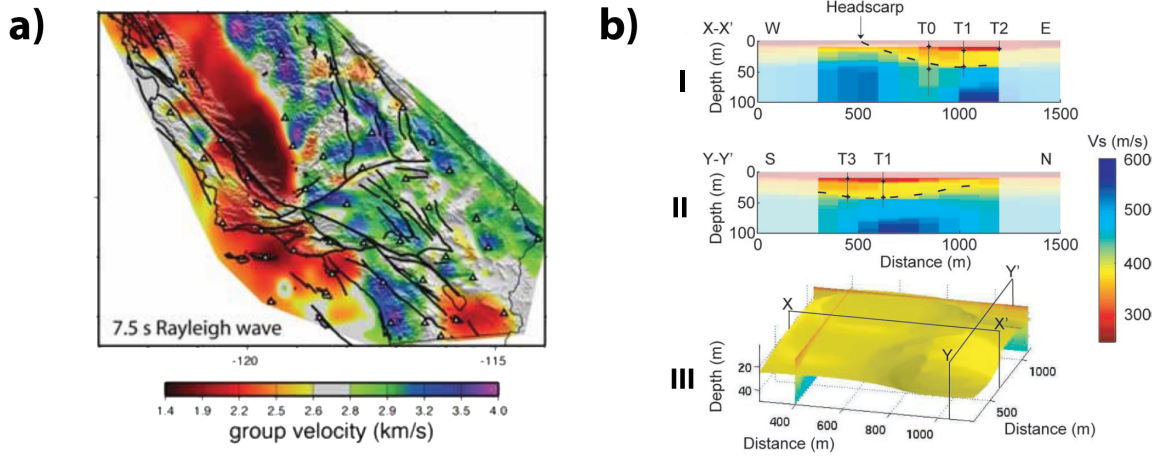 a)
7.5 s Rayleigh wave
-120 -115
1.4 1.9 2.2 2.5 2.6 2.8 2.9 3.2 3.5 4.0
group velocity (km/s)
b)
Headscarp
X-X' W T0 T1 T2 E
I
Depth (m)
0
50
100
0 500 1000 1500
Y-Y' S T3 T1 N
II
Depth (m)
0
50
100
0 500 1000 1500
Distance (m)
Vs (m/s)
600
500
400
300
III
X
X'
Y
Y'
Depth (m)
20
40
400 600 800 1000
Distance (m)
500
1000
Distance (m)